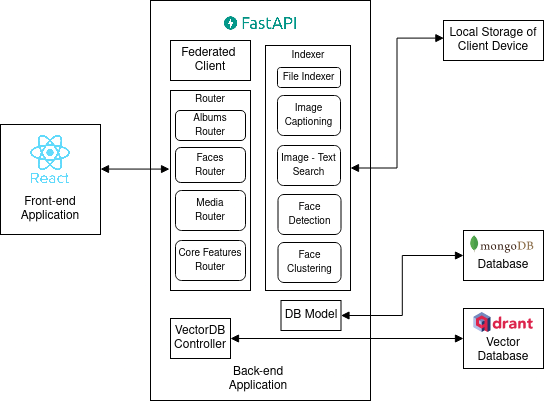 FastAPI
Federated
Client
Router
Albums
Router
Faces
Router
Media
Router
Core Features
Router
Indexer
File Indexer
Image
Captioning
Image - Text
Search
Face
Detection
Face
Clustering
DB Model
VectorDB
Controller
Back-end
Application
React
Front-end
Application
Local Storage of
Client Device
mongoDB
Database
qdrant
Vector
Database